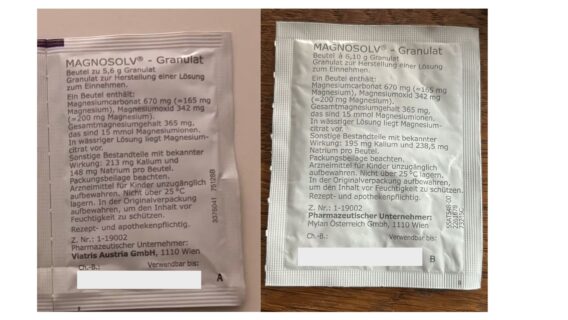 MAGNOSOLV® - Granulat
Beutel zu 5,6 g Granulat
Granulat zur Herstellung einer Lösung
zum Einnehmen.
Ein Beutel enthält:
Magnesiumcarbonat 670 mg (=165 mg
Magnesium), Magnesiumoxid 342 mg
(=200 mg Magnesium).
Gesamtmagnesiumgehalt 365 mg,
das sind 15 mmol Magnesiumionen.
In wässriger Lösung liegt Magnesium-
citrat vor.
Sonstige Bestandteile mit bekannter
Wirkung: 213 mg Kalium und
148 mg Natrium pro Beutel.
Packungsbeilage beachten.
Arzneimittel für Kinder unzugänglich
aufbewahren. Nicht über 25 °C
lagern. In der Originalverpackung
aufbewahren, um den Inhalt vor
Feuchtigkeit zu schützen.
Rezept- und apothekenpflichtig.
Z. Nr.: 1-19002
Pharmazeutischer Unternehmer:
Viatris Austria GmbH, 1110 Wien
Ch.-B.: Verwendbar bis:
A
MAGNOSOLV® - Granulat
Beutel à 6,10 g Granulat
Granulat zur Herstellung einer Lösung
zum Einnehmen.
Ein Beutel enthält:
Magnesiumcarbonat 670 mg (=165 mg
Magnesium), Magnesiumoxid 342 mg
(=200 mg Magnesium).
Gesamtmagnesiumgehalt 365 mg,
das sind 15 mmol Magnesiumionen.
In wässriger Lösung liegt Magnesium-
citrat vor.
Sonstige Bestandteile mit bekannter
Wirkung: 195 mg Kalium und 238,5 mg
Natrium pro Beutel.
Packungsbeilage beachten.
Arzneimittel für Kinder unzugänglich
aufbewahren. Nicht über 25 °C lagern.
In der Originalverpackung aufbewahren,
um den Inhalt vor Feuchtigkeit zu schützen.
Rezept- und apothekenpflichtig.
Z. Nr.: 1-19002
Pharmazeutischer Unternehmer:
Mylan Österreich GmbH, 1110 Wien
Ch.-B.: Verwendbar bis:
B